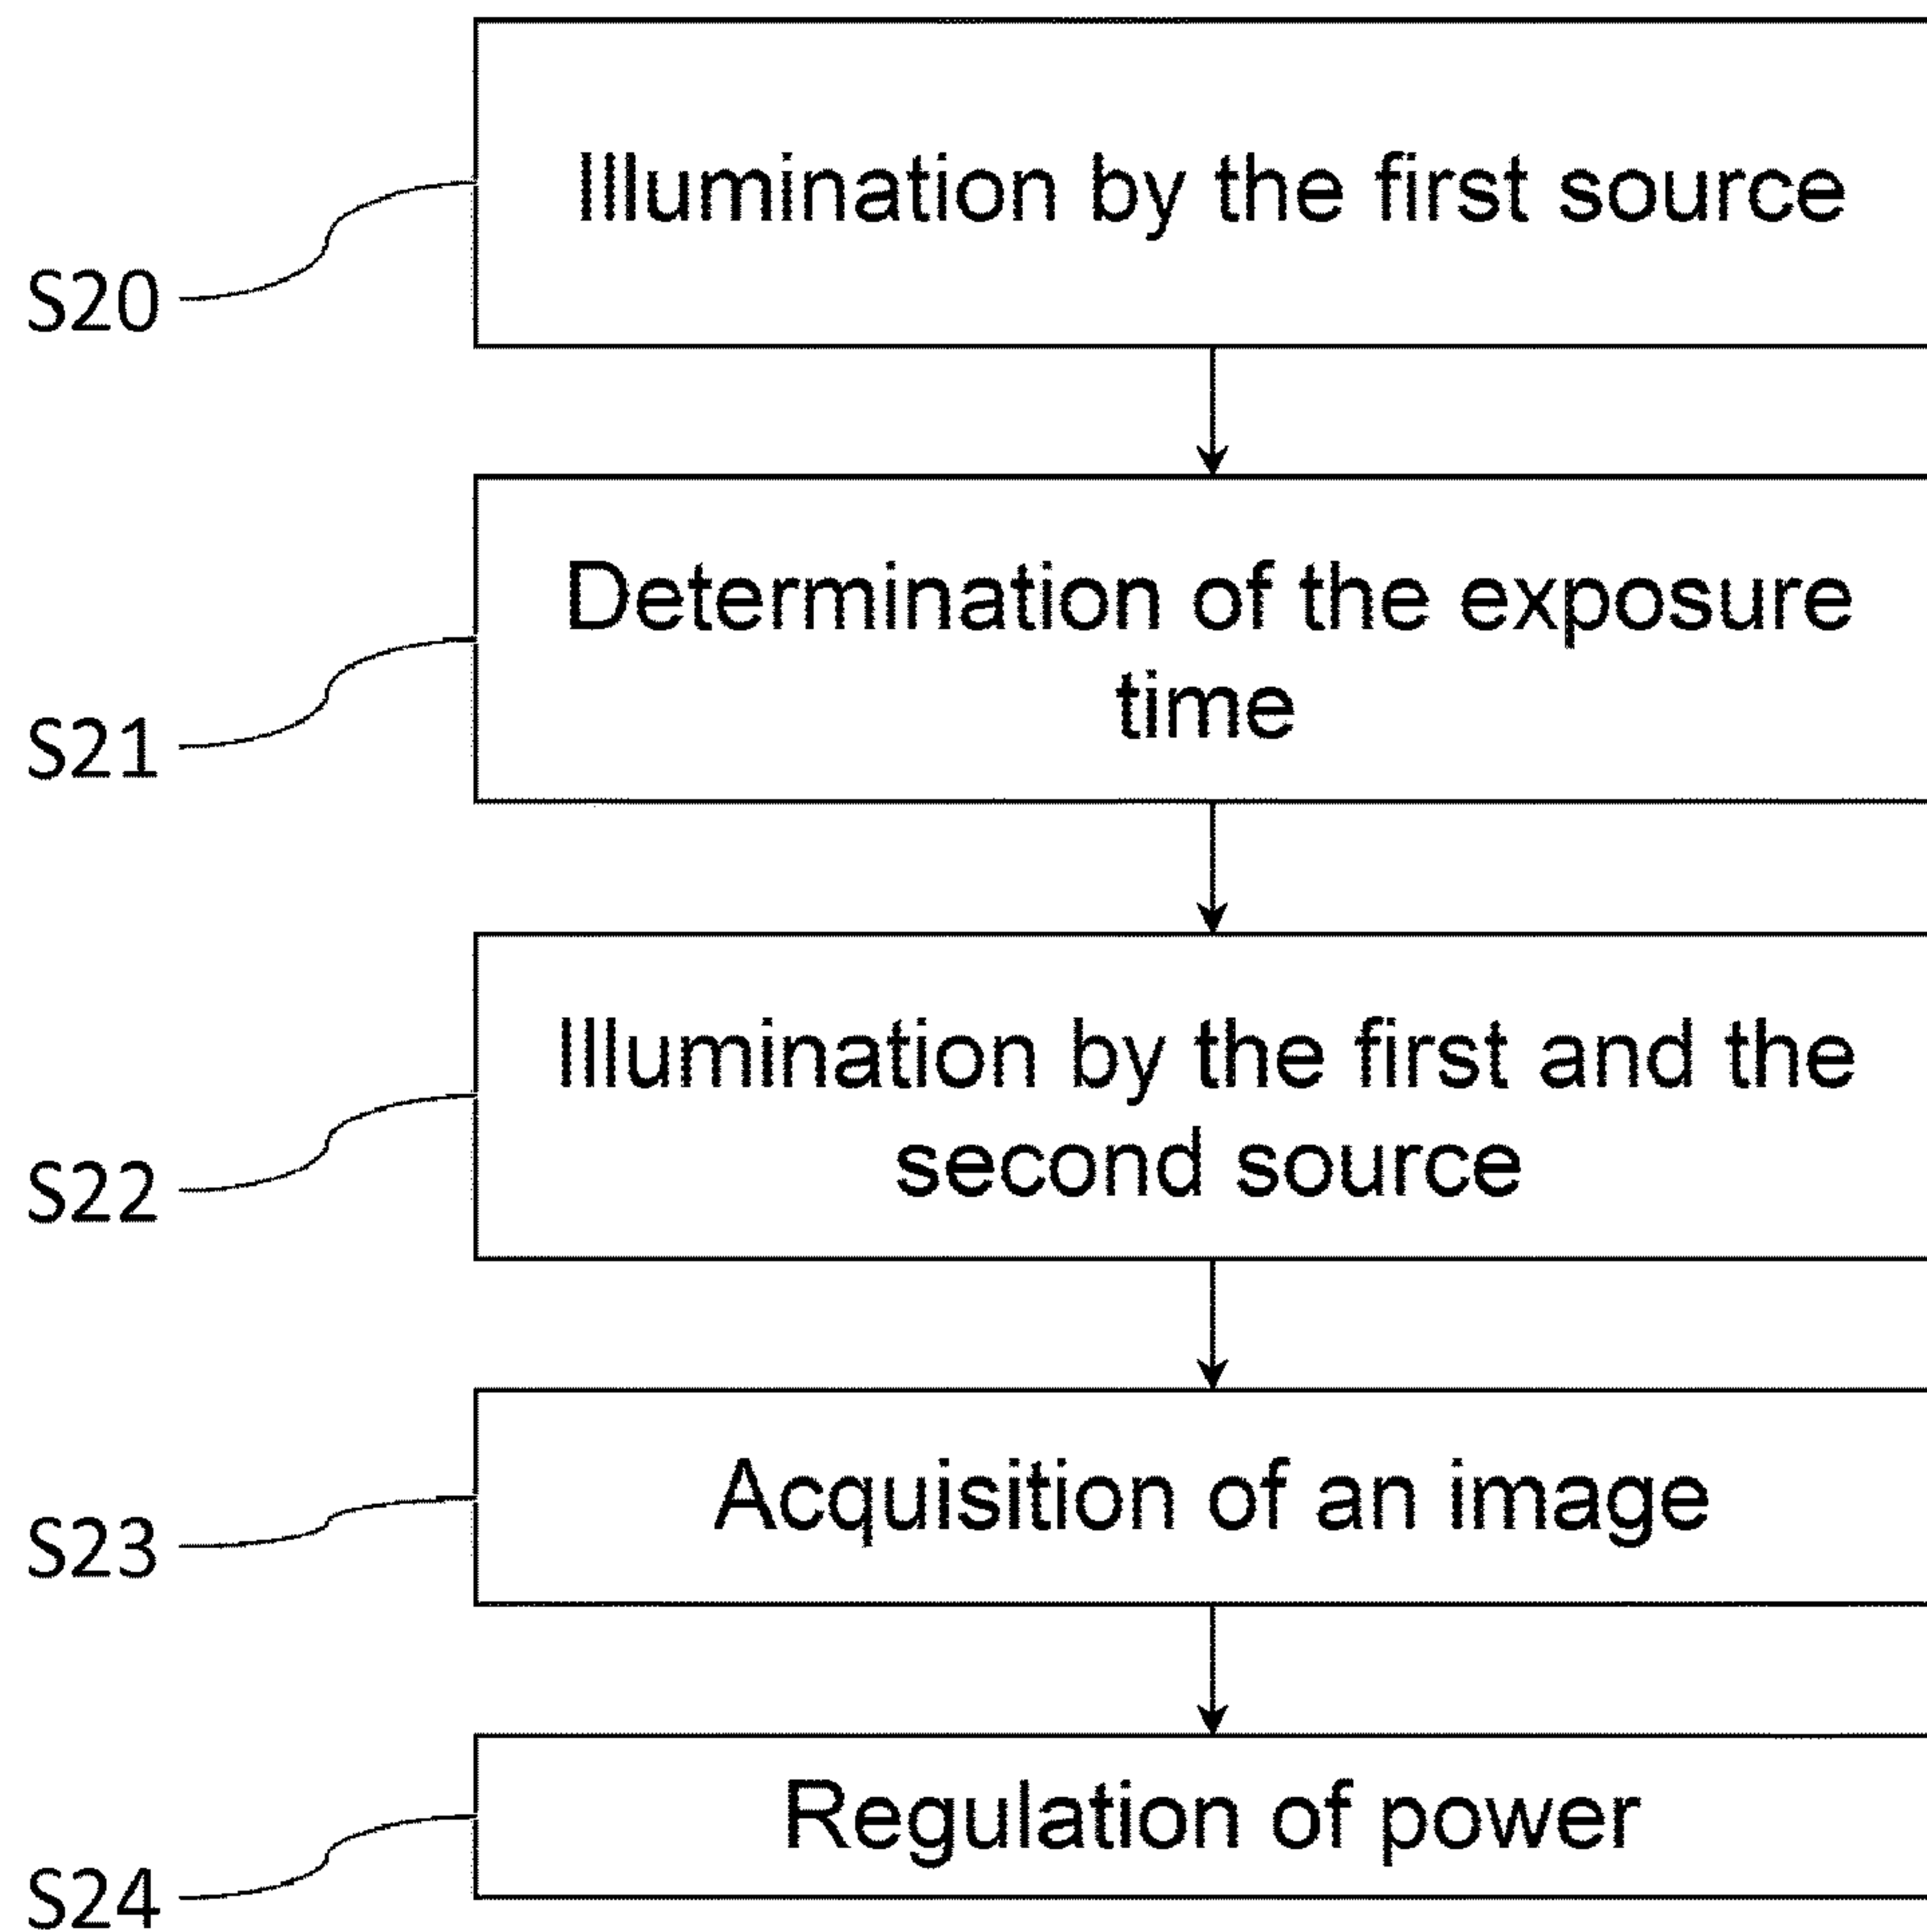 Illumination by the first source
S20
Determination of the exposure
time
S21
Illumination by the first and the
second source
S22
Acquisition of an image
S23
Regulation of power
S24